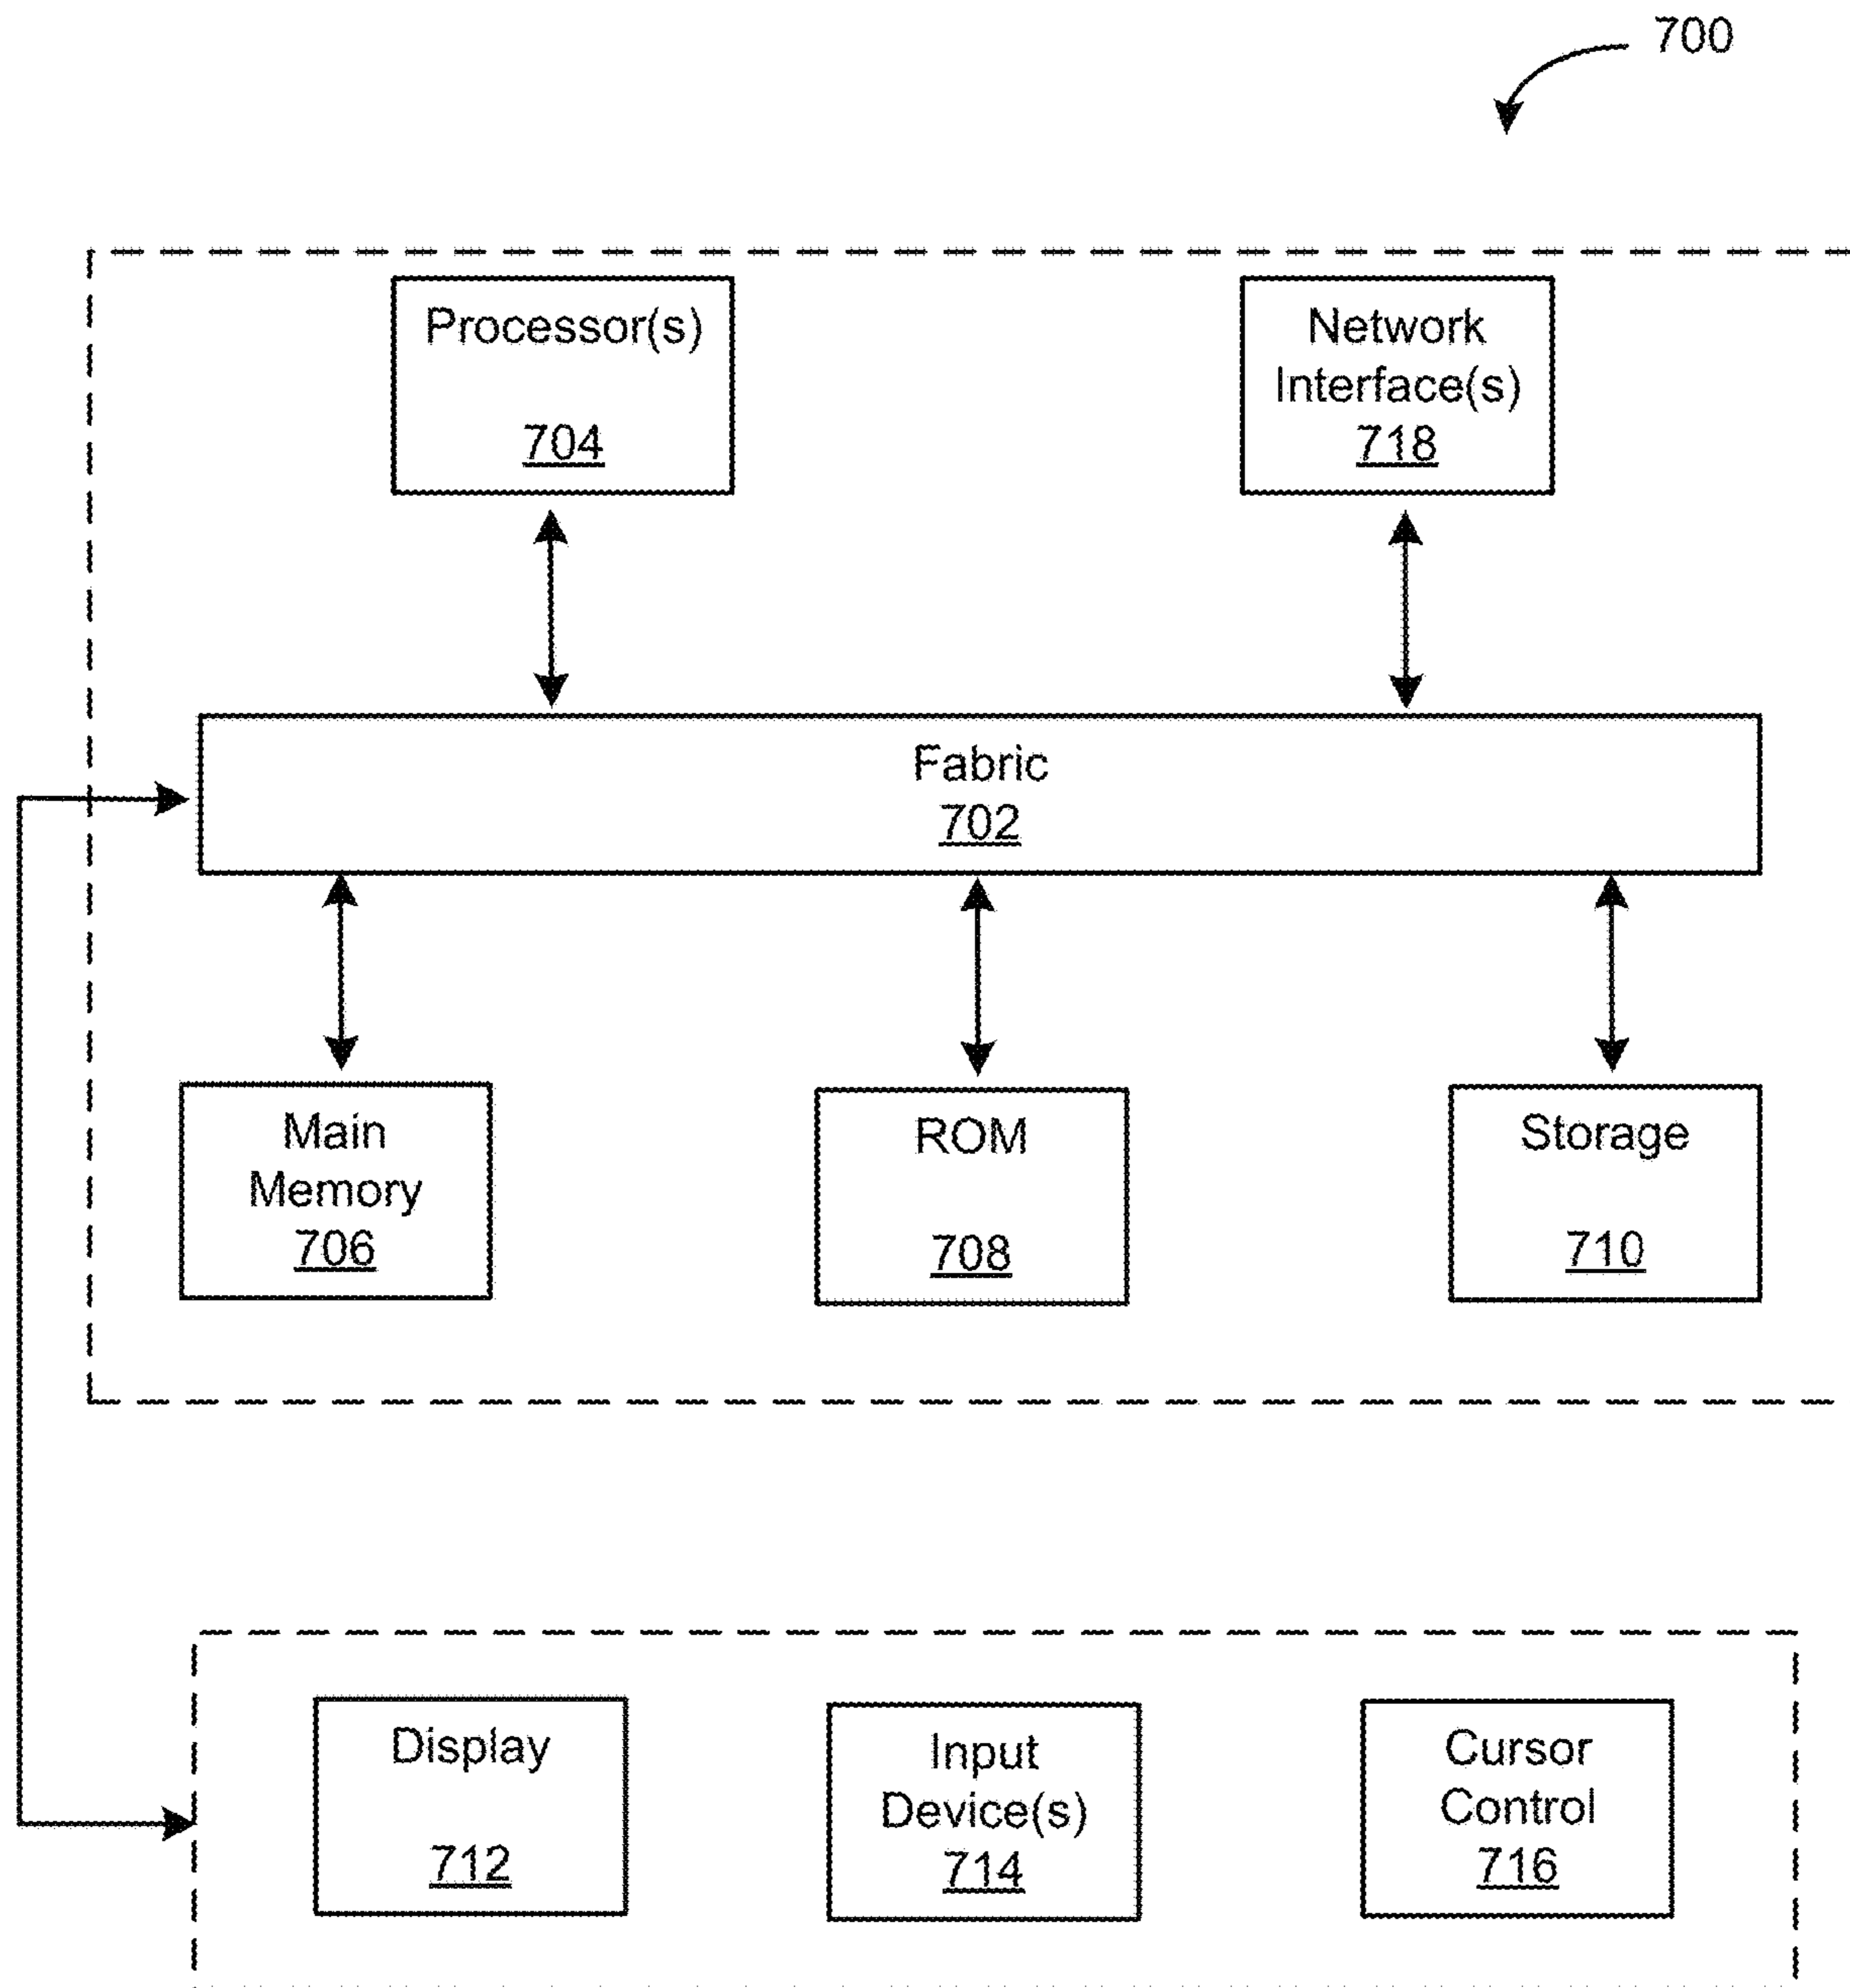 700
Processor(s)
704
Network
Interface(s)
718
Fabric
702
Main
Memory
706
ROM
708
Storage
710
Display
712
Input
Device(s)
714
Cursor
Control
716